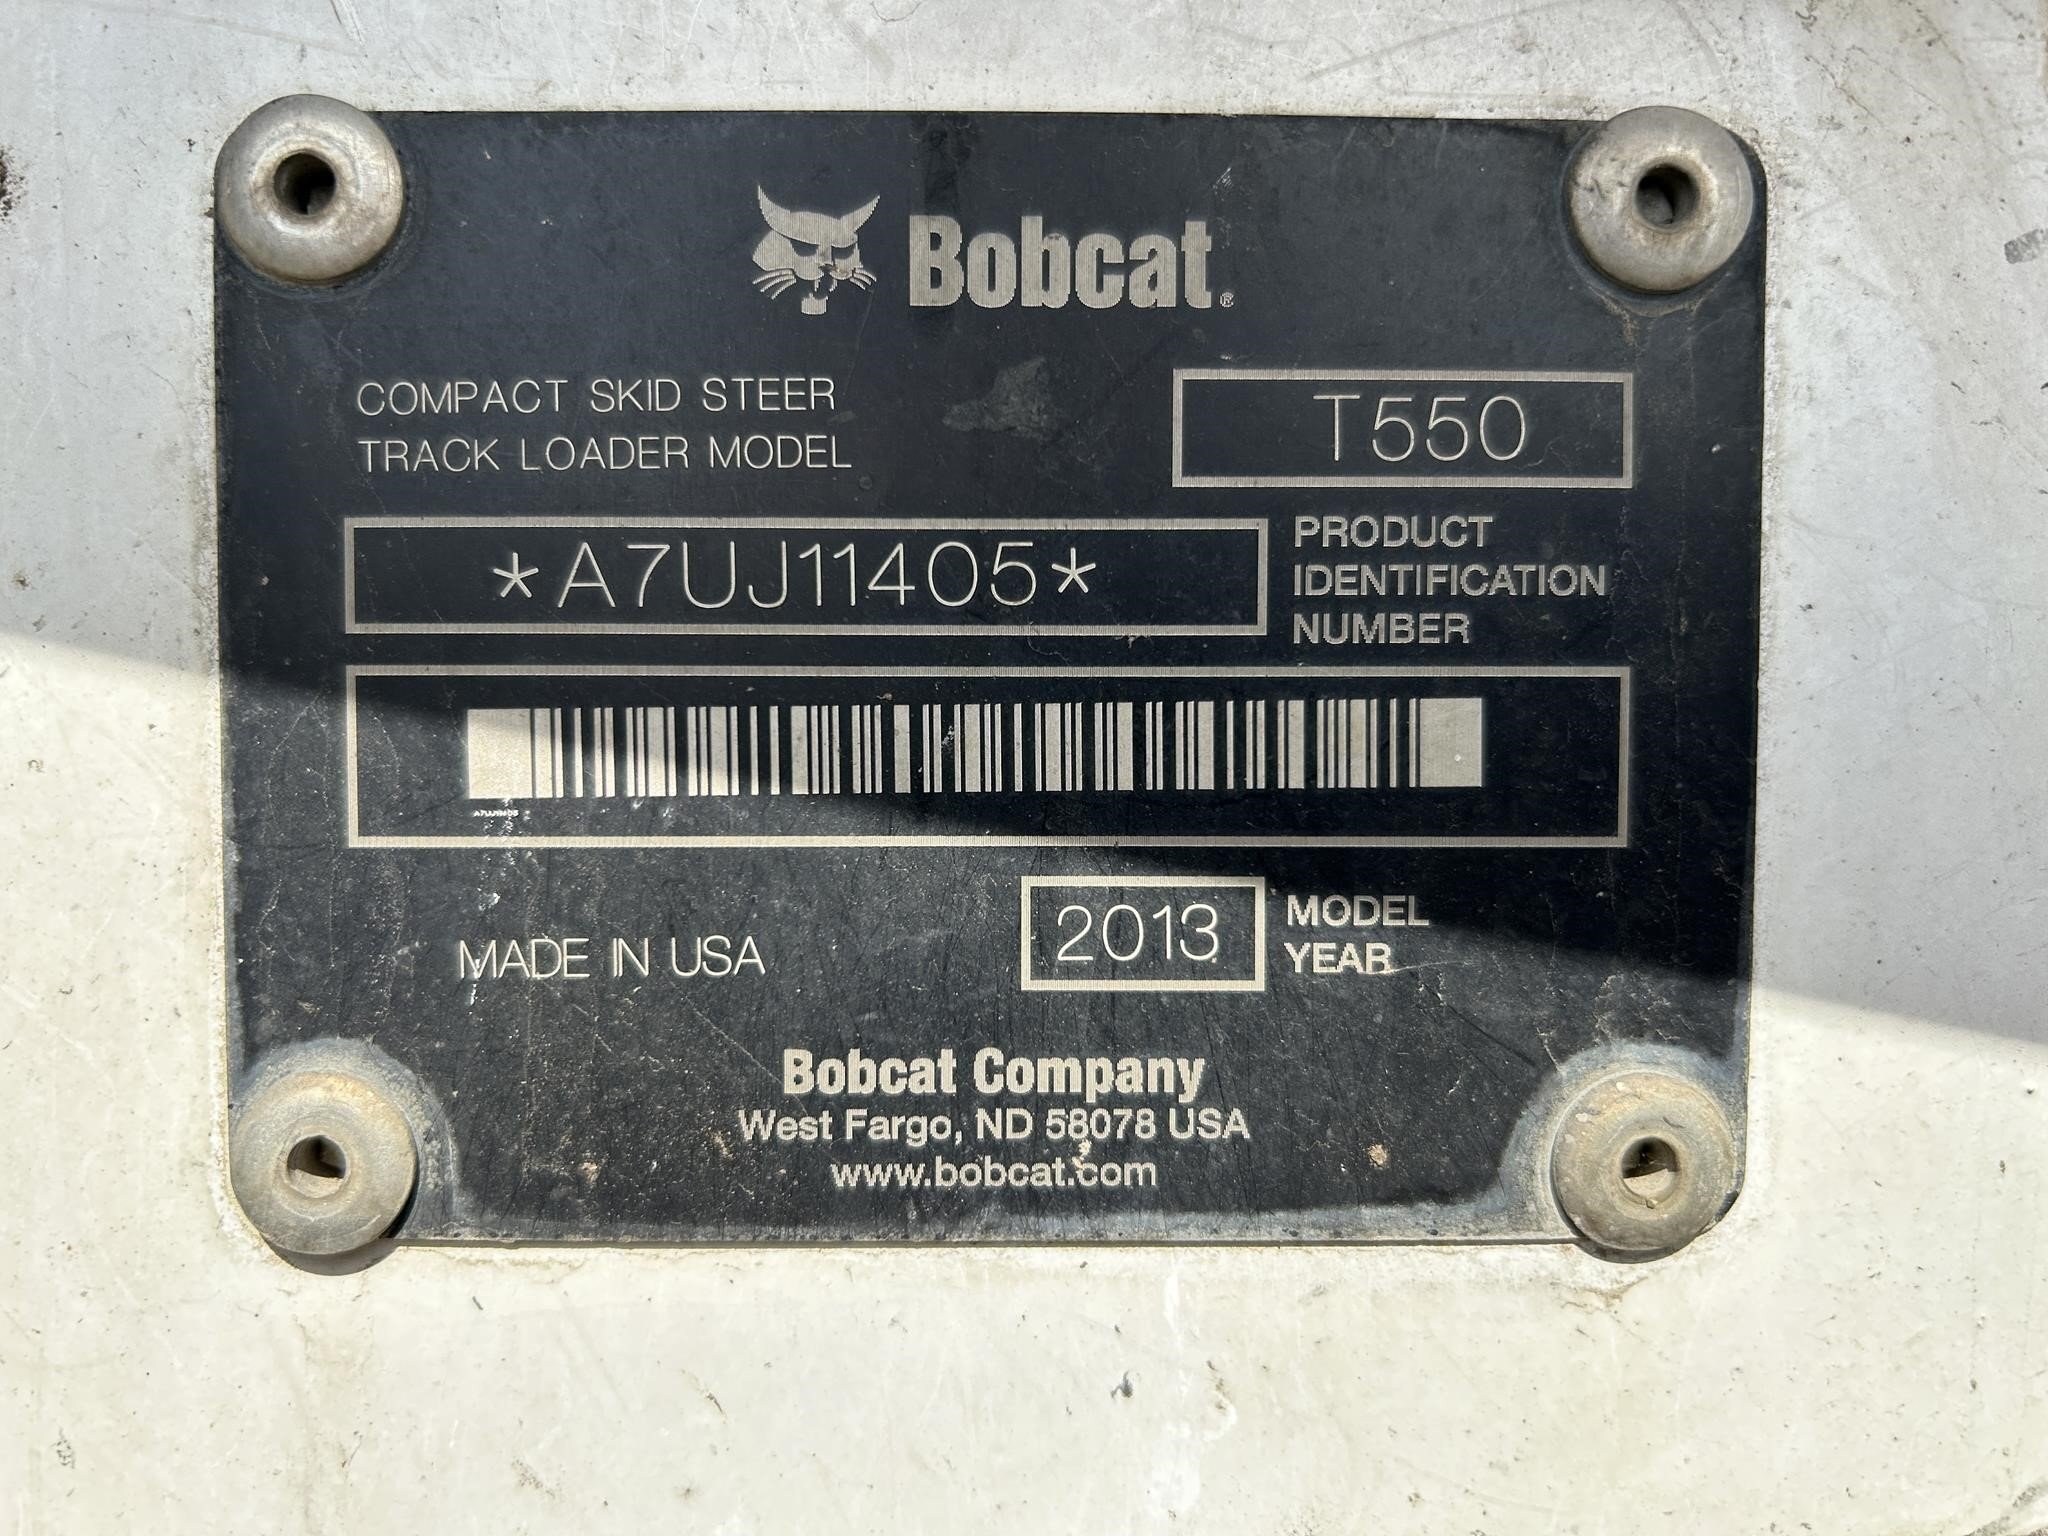 Bobcat®
COMPACT SKID STEER
TRACK LOADER MODEL
T550
*A7UJ11405*
PRODUCT
IDENTIFICATION
NUMBER
A7UJ11405
MADE IN USA
2013
MODEL
YEAR
Bobcat Company
West Fargo, ND 58078 USA
www.bobcat.com